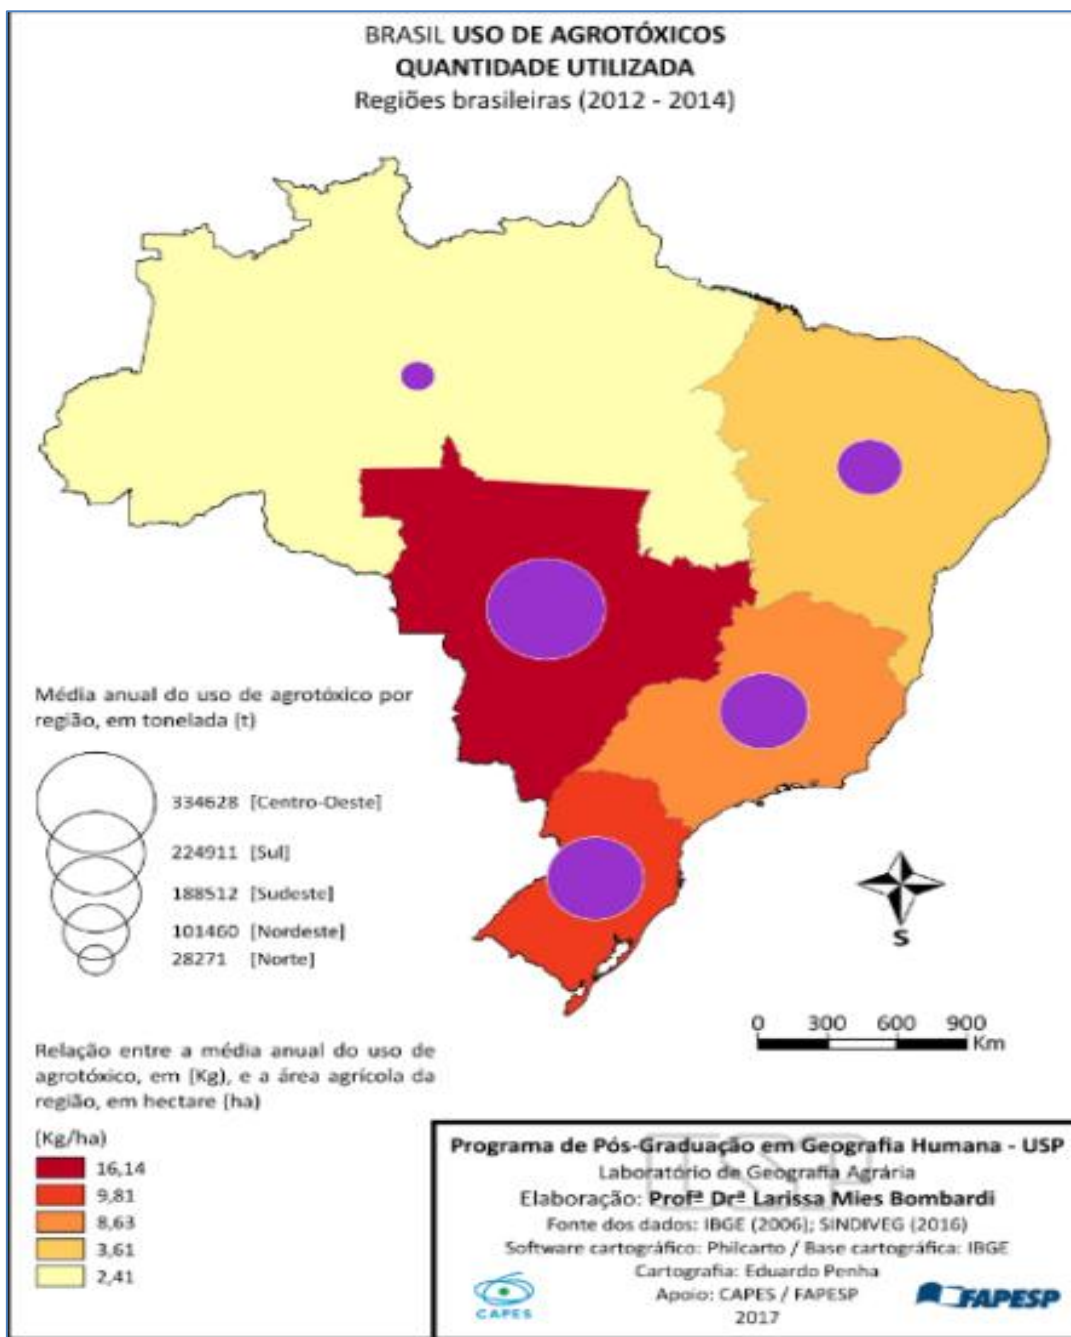 BRASIL USO DE AGROTÓXICOS
QUANTIDADE UTILIZADA
Regiões brasileiras (2012 - 2014)
Média anual do uso de agrotóxico por
região, em tonelada (t)
334628 [Centro-Oeste]
224911 [Sul]
188512 [Sudeste]
101460 [Nordeste]
28271 [Norte]
S
0 300 600 900
Km
Relação entre a média anual do uso de
agrotóxico, em (Kg), e a área agrícola da
região, em hectare (ha)
(Kg/ha)
16,14
9,81
8,63
3,61
2,41
USP
Programa de Pós-Graduação em Geografia Humana - USP
Laboratório de Geografia Agrária
Elaboração: Profª Drª Larissa Mies Bombardi
Fonte dos dados: IBGE (2006); SINDIVEG (2016)
Software cartográfico: Philcarto / Base cartográfica: IBGE
Cartografia: Eduardo Penha
Apoio: CAPES / FAPESP
2017
CAPES
FAPESP